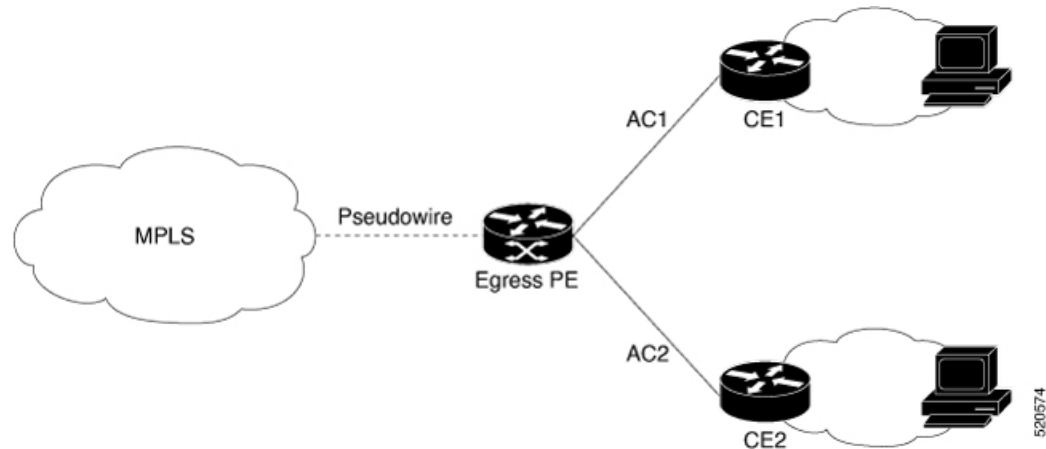 MPLS
Pseudowire
Egress PE
AC1
CE1
AC2
CE2
520574